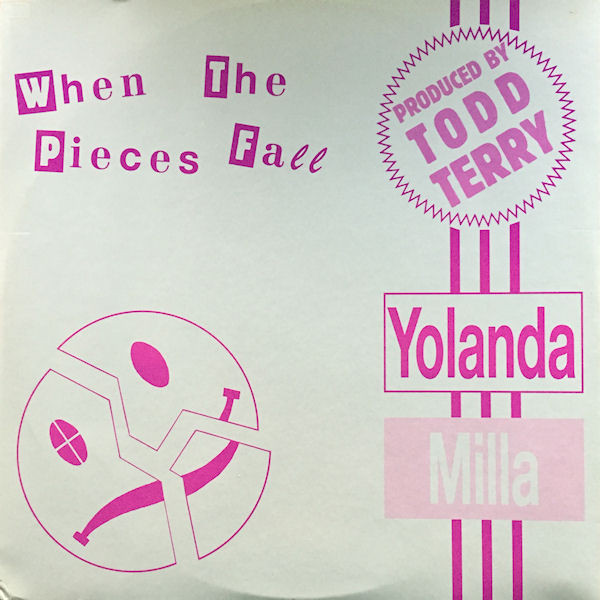 When The
Pieces Fall
PRODUCED BY
TODD
TERRY
Yolanda
Milla